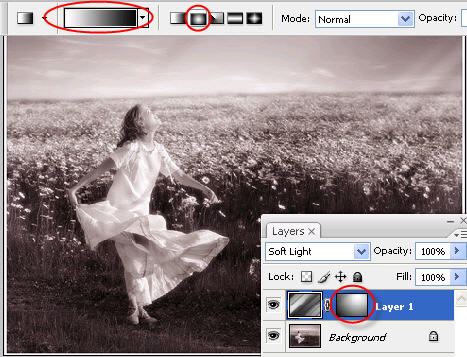 Mode: Normal Opacity:
Layers ×
Soft Light Opacity: 100%
Lock: Fill: 100%
Layer 1
Background